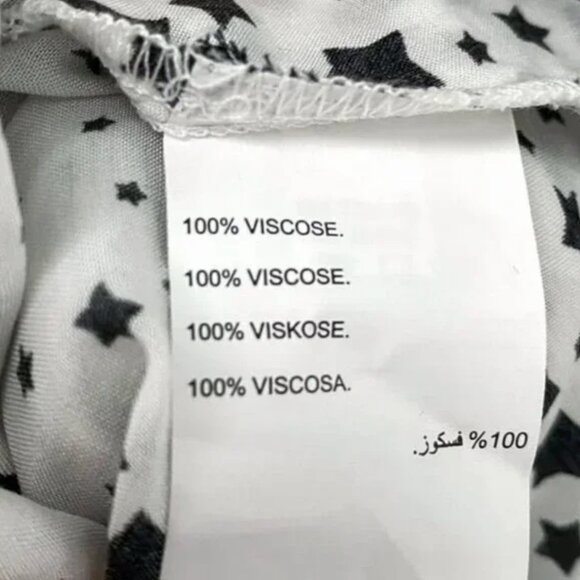 100% VISCOSE.
100% VISCOSE.
100% VISKOSE.
100% VISCOSA.
100% فسكوز.